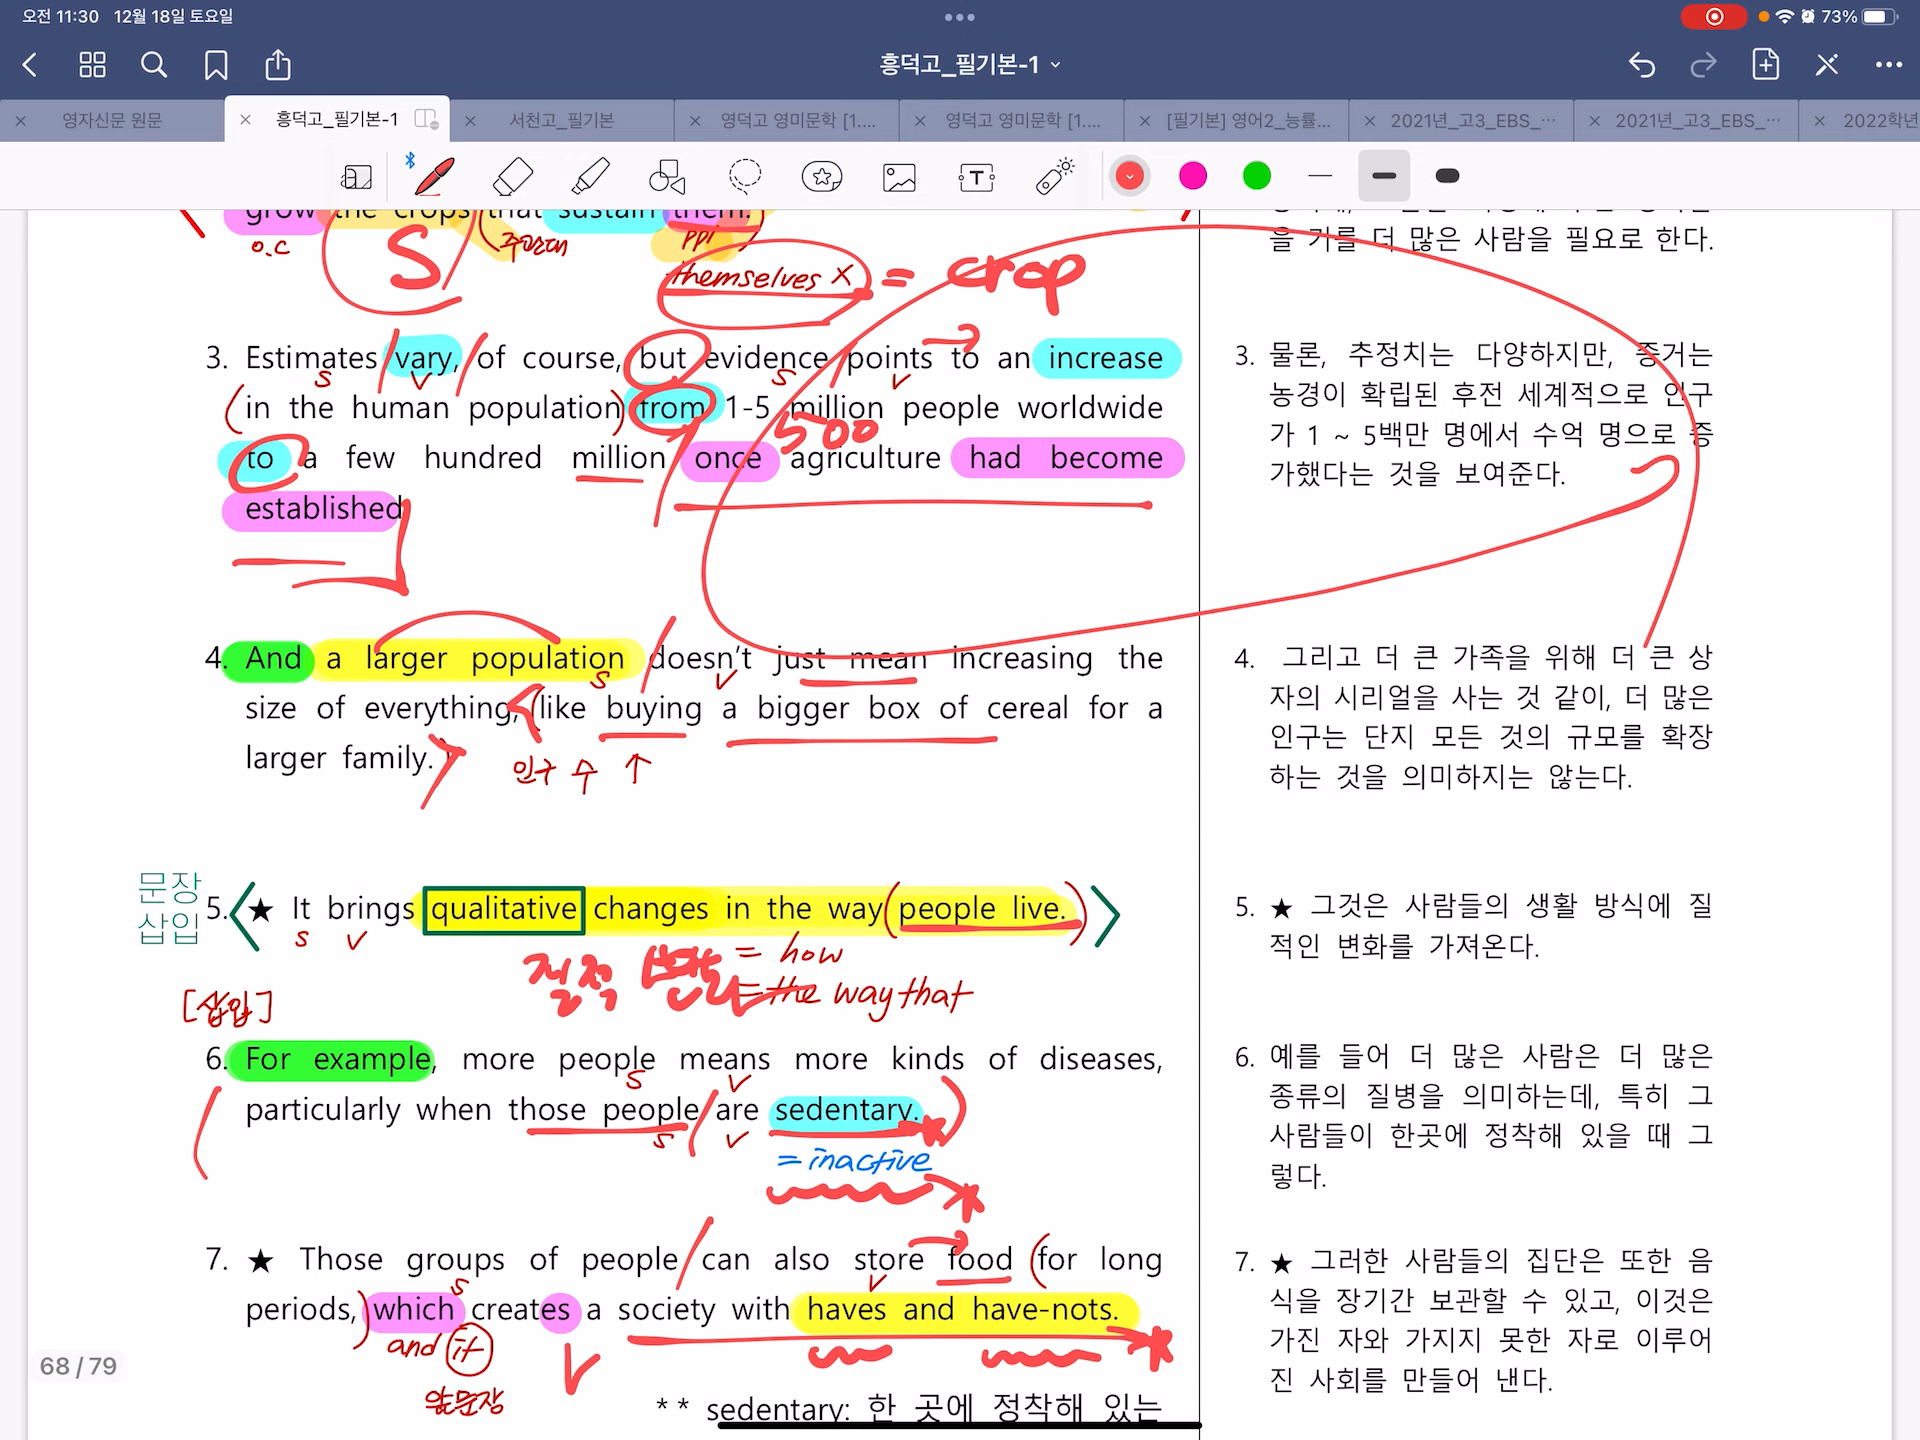 오전 11:30 12월 18일 토요일
73%
흥덕고_필기본-1
영자신문 원문
흥덕고_필기본-1
서천고_필기본
영덕고 영미문학 [1....
영덕고 영미문학 [1....
[필기본] 영어2_능률...
2021년_고3_EBS_...
2021년_고3_EBS_...
2022학년
grow the crops (that sustain them.)
o.c
S
주관대
PPl
themselves X = crop
을 기를 더 많은 사람을 필요로 한다.
3. Estimates vary, of course, but evidence points to an increase
s v s v
(in the human population) from 1-5 million people worldwide
500
to a few hundred million once agriculture had become
established
3. 물론, 추정치는 다양하지만, 증거는
농경이 확립된 후전 세계적으로 인구
가 1 ~ 5백만 명에서 수억 명으로 증
가했다는 것을 보여준다.
4. And a larger population doesn't just mean increasing the
s v
size of everything, (like buying a bigger box of cereal for a
larger family.)
인구 수 ↑
4. 그리고 더 큰 가족을 위해 더 큰 상
자의 시리얼을 사는 것 같이, 더 많은
인구는 단지 모든 것의 규모를 확장
하는 것을 의미하지는 않는다.
문장
삽입
5. < ★ It brings qualitative changes in the way (people live.) >
s v
질적 변화
= how
= the way that
5. ★ 그것은 사람들의 생활 방식에 질
적인 변화를 가져온다.
[삽입]
6. For example, more people means more kinds of diseases,
s v
particularly when those people are sedentary.
s v
= inactive
6. 예를 들어 더 많은 사람은 더 많은
종류의 질병을 의미하는데, 특히 그
사람들이 한곳에 정착해 있을 때 그
렇다.
7. ★ Those groups of people can also store food (for long
s v
periods,) which creates a society with haves and have-nots.
and it
v
앞문장
** sedentary: 한 곳에 정착해 있는
7. ★ 그러한 사람들의 집단은 또한 음
식을 장기간 보관할 수 있고, 이것은
가진 자와 가지지 못한 자로 이루어
진 사회를 만들어 낸다.
68 / 79